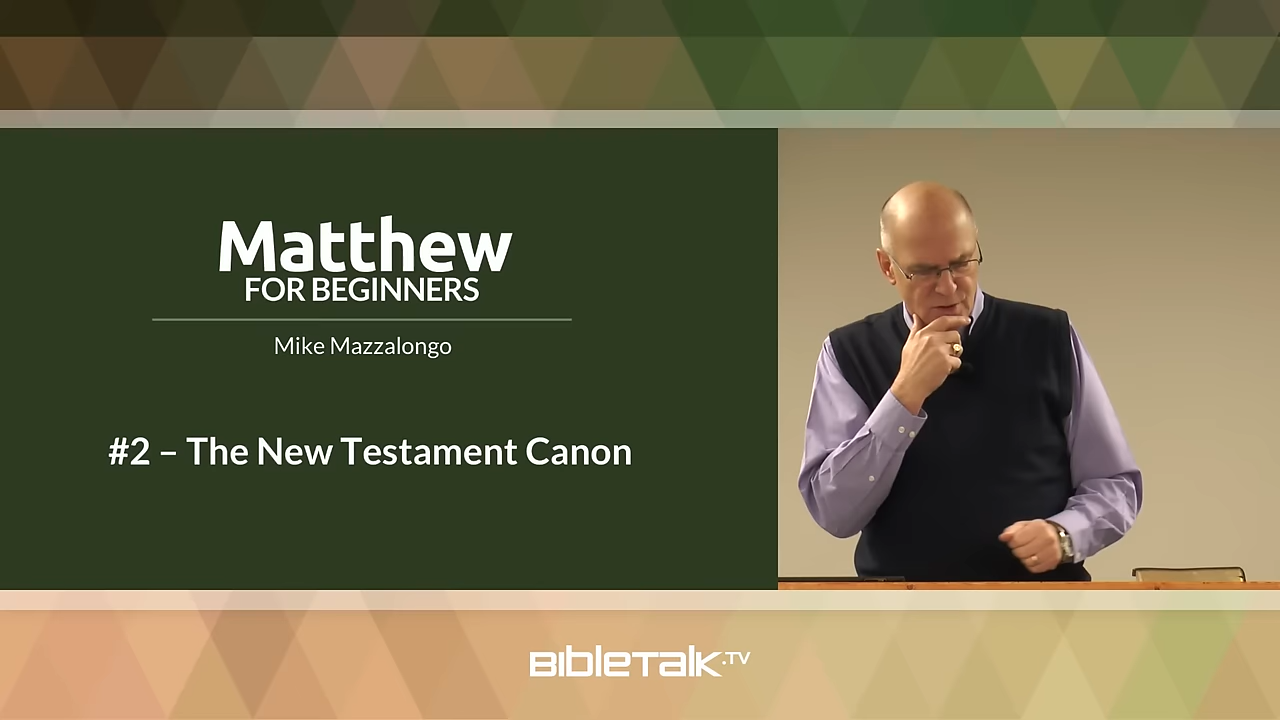 Matthew
FOR BEGINNERS
Mike Mazzalongo
#2 – The New Testament Canon
BibleTalk.TV